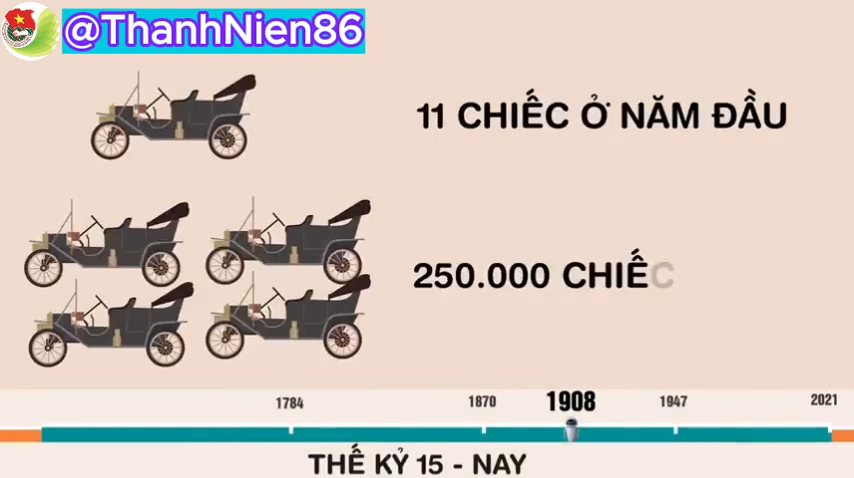 @ThanhNien86
11 CHIẾC Ở NĂM ĐẦU
250.000 CHIẾC
1784 1870 1908 1947 2021
THẾ KỶ 15 - NAY